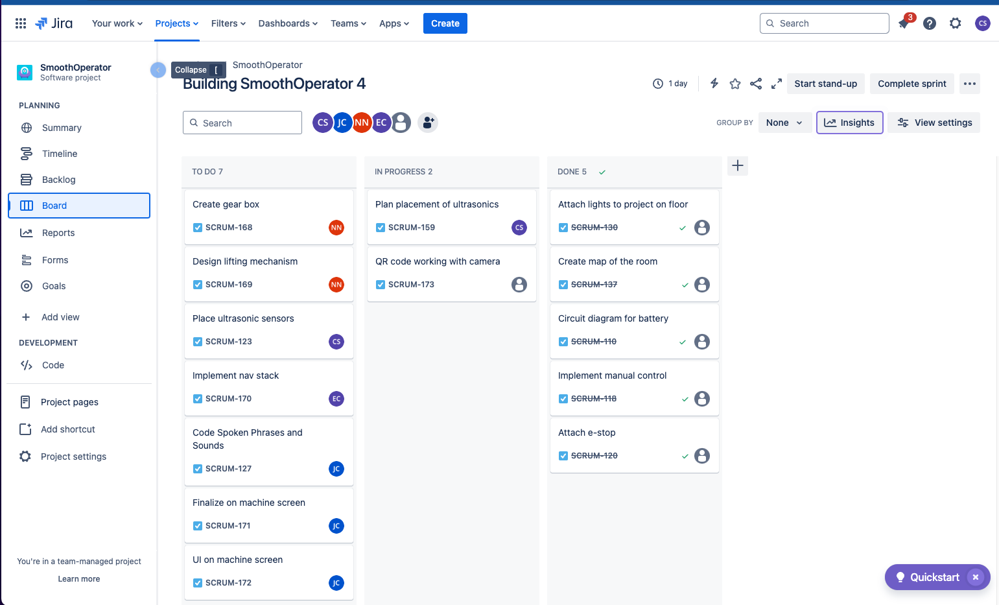 Jira
Your work
Projects
Filters
Dashboards
Teams
Apps
Create
Search
3
CS
SmoothOperator
Software project
Collapse [
SmoothOperator
Building SmoothOperator 4
1 day
Start stand-up
Complete sprint
Search
CS
JC
NN
EC
GROUP BY
None
Insights
View settings
PLANNING
Summary
Timeline
Backlog
Board
Reports
Forms
Goals
Add view
DEVELOPMENT
Code
Project pages
Add shortcut
Project settings
You're in a team-managed project
Learn more
TO DO 7
Create gear box
SCRUM-168
NN
Design lifting mechanism
SCRUM-169
NN
Place ultrasonic sensors
SCRUM-123
CS
Implement nav stack
SCRUM-170
EC
Code Spoken Phrases and
Sounds
SCRUM-127
JC
Finalize on machine screen
SCRUM-171
JC
UI on machine screen
SCRUM-172
JC
IN PROGRESS 2
Plan placement of ultrasonics
SCRUM-159
CS
QR code working with camera
SCRUM-173
DONE 5
Attach lights to project on floor
SCRUM-130
Create map of the room
SCRUM-137
Circuit diagram for battery
SCRUM-110
Implement manual control
SCRUM-118
Attach e-stop
SCRUM-120
Quickstart